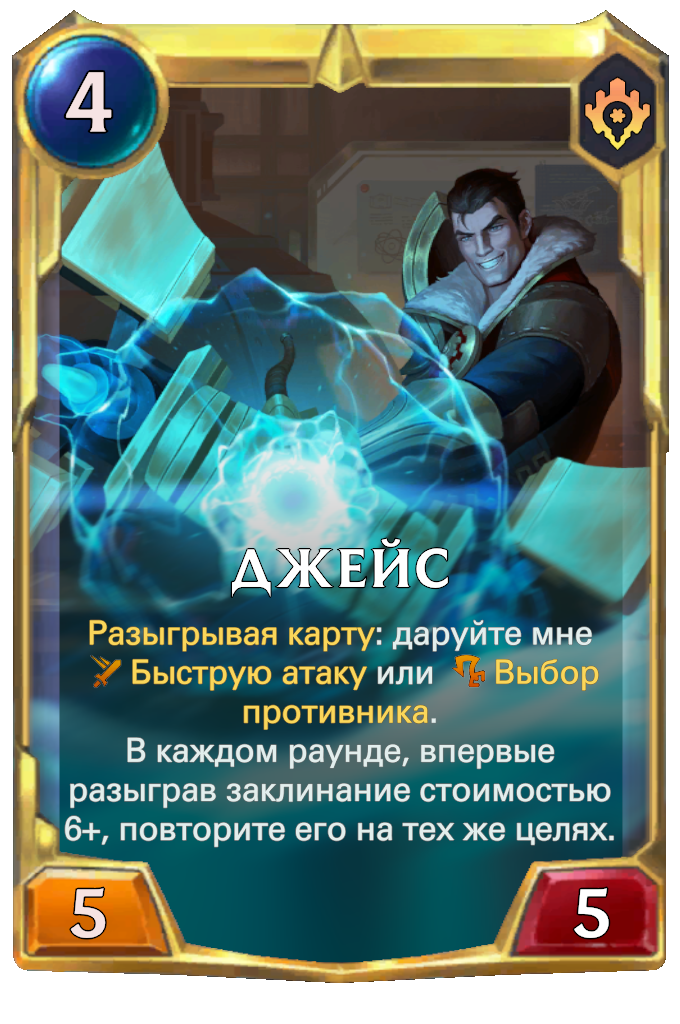 4
ДЖЕЙС
Разыгрывая карту: даруйте мне
Быструю атаку или Выбор
противника.
В каждом раунде, впервые
разыграв заклинание стоимостью
6+, повторите его на тех же целях.
5
5